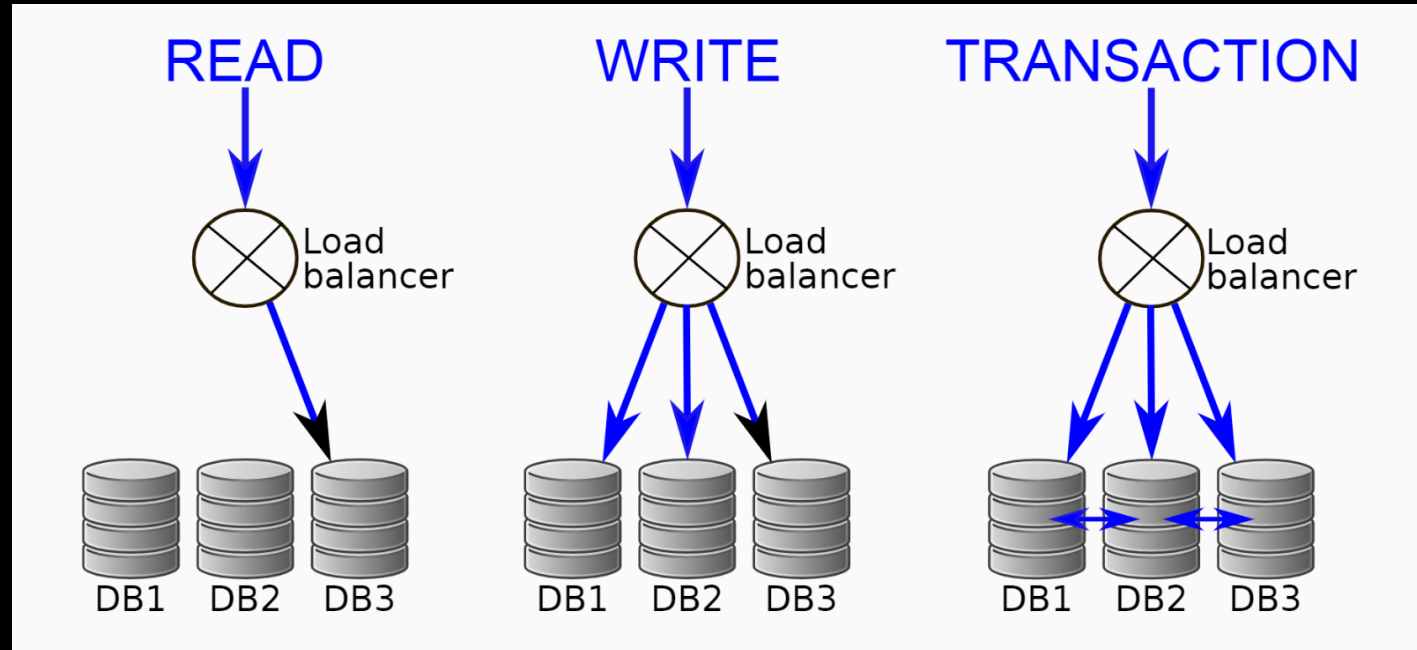 READ
WRITE
TRANSACTION
Load
balancer
Load
balancer
Load
balancer
DB1 DB2 DB3
DB1 DB2 DB3
DB1 DB2 DB3